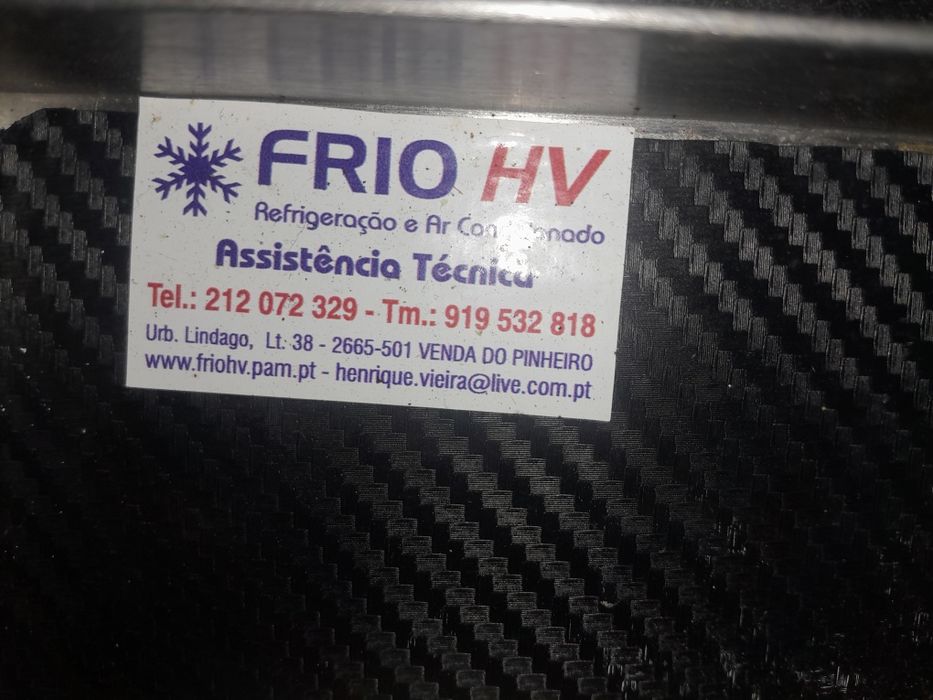 FRIO HV
Refrigeração e Ar Condicionado
Assistência Técnica
Tel.: 212 072 329 - Tm.: 919 532 818
Urb. Lindago, Lt. 38 - 2665-501 VENDA DO PINHEIRO
www.friohv.pam.pt - henrique.vieira@live.com.pt